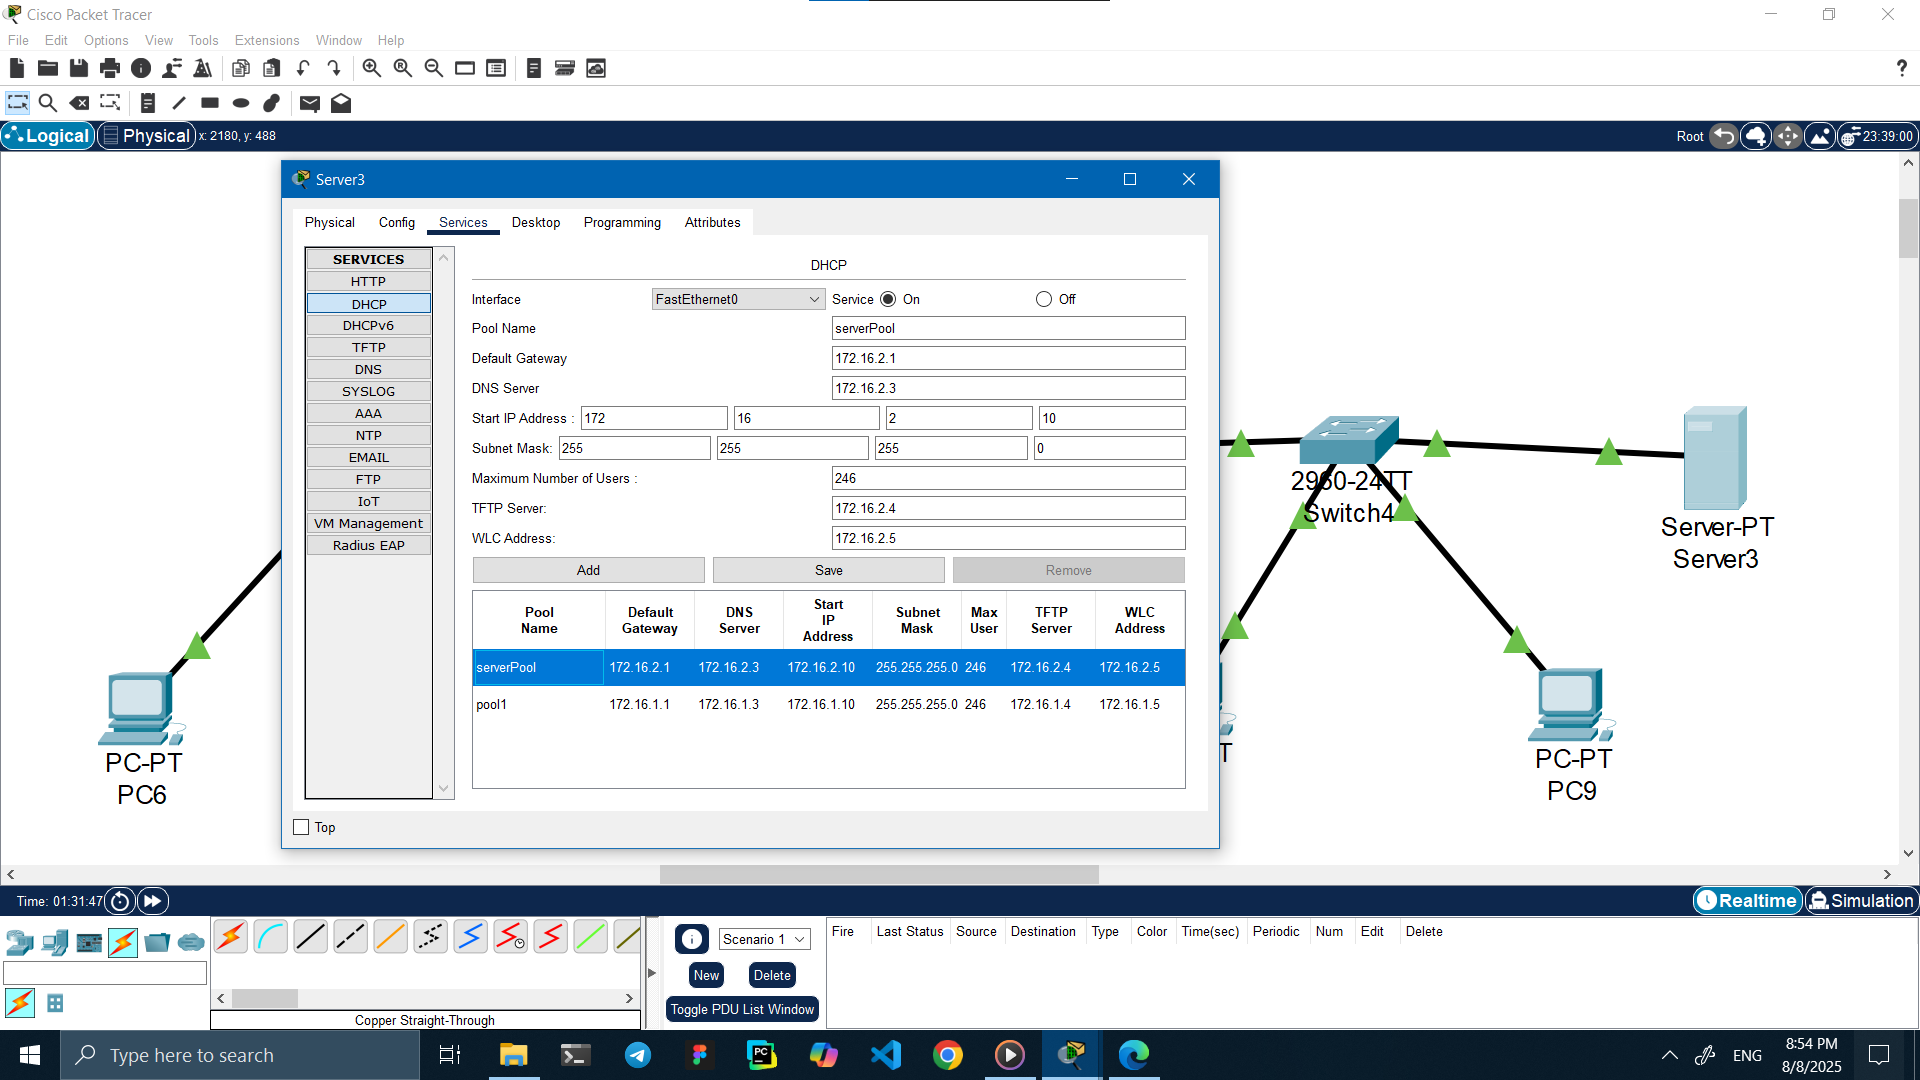 Cisco Packet Tracer
File Edit Options View Tools Extensions Window Help
?
Logical Physical x: 2180, y: 488
Root 23:39:00
Server3
Physical Config Services Desktop Programming Attributes
SERVICES
HTTP
DHCP
DHCPv6
TFTP
DNS
SYSLOG
AAA
NTP
EMAIL
FTP
IoT
VM Management
Radius EAP
DHCP
Interface FastEthernet0 Service On Off
Pool Name serverPool
Default Gateway 172.16.2.1
DNS Server 172.16.2.3
Start IP Address : 172 16 2 10
Subnet Mask: 255 255 255 0
Maximum Number of Users : 246
TFTP Server: 172.16.2.4
WLC Address: 172.16.2.5
Add Save Remove
Pool Name Default Gateway DNS Server Start IP Address Subnet Mask Max User TFTP Server WLC Address
serverPool 172.16.2.1 172.16.2.3 172.16.2.10 255.255.255.0 246 172.16.2.4 172.16.2.5
pool1 172.16.1.1 172.16.1.3 172.16.1.10 255.255.255.0 246 172.16.1.4 172.16.1.5
Top
PC-PT
PC6
2960-24TT
Switch4
Server-PT
Server3
T
PC-PT
PC9
Time: 01:31:47
Realtime Simulation
Scenario 1
New Delete
Toggle PDU List Window
Fire Last Status Source Destination Type Color Time(sec) Periodic Num Edit Delete
Copper Straight-Through
Type here to search
PC
ENG
8:54 PM
8/8/2025